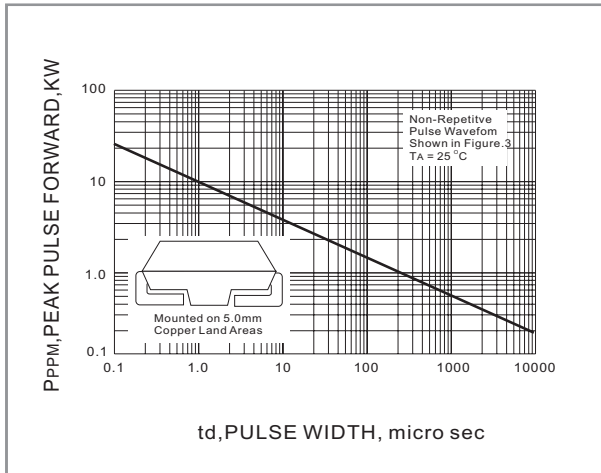 PPPM,PEAK PULSE FORWARD,KW
100
10
1.0
0.1
Non-Repetitve
Pulse Wavefom
Shown in Figure.3
TA = 25 °C
Mounted on 5.0mm
Copper Land Areas
0.1 1.0 10 100 1000 10000
td,PULSE WIDTH, micro sec